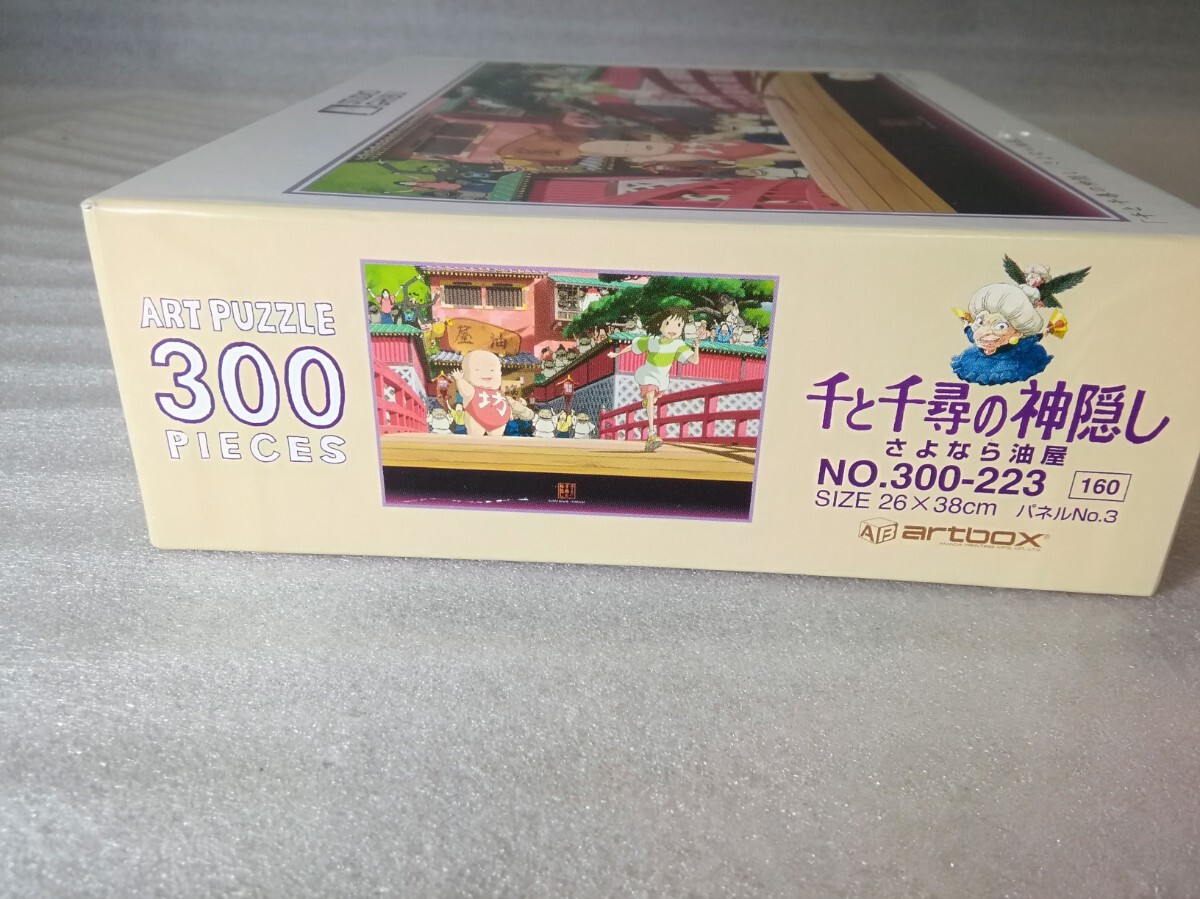 ART PUZZLE
300
PIECES
油屋
坊
千と千尋の神隠し
さよなら油屋
NO.300-223
160
SIZE 26×38cm パネルNo.3
artbox